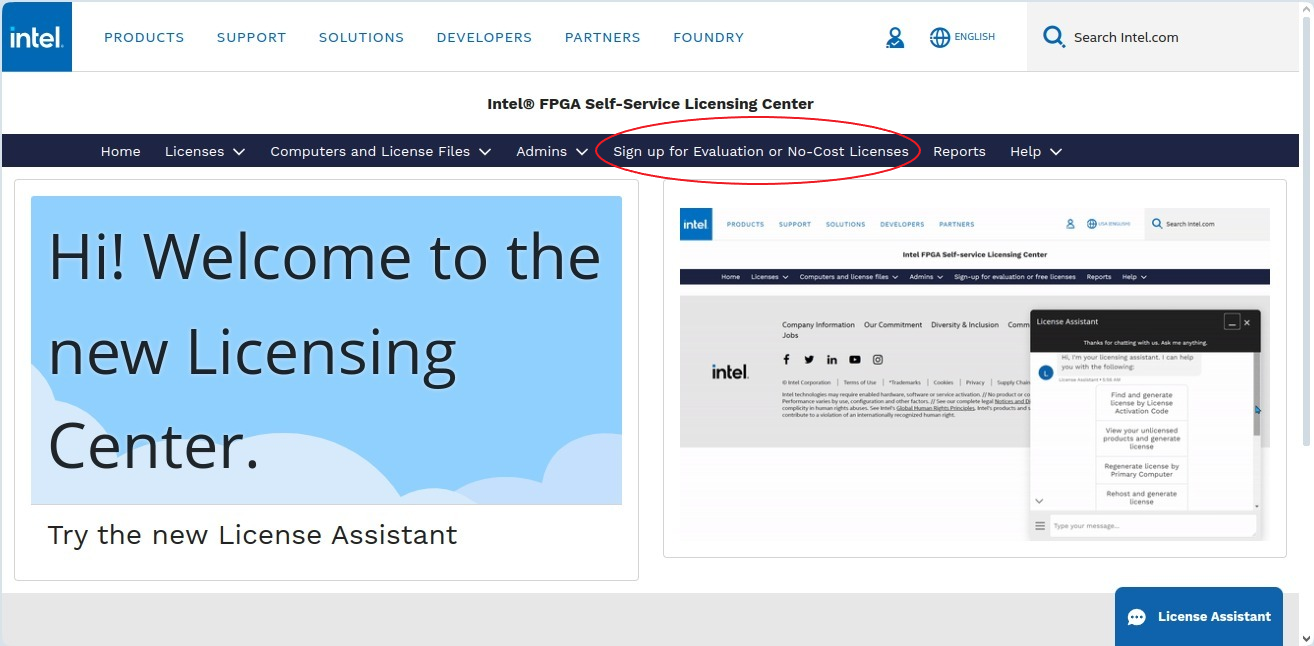 intel.
PRODUCTS SUPPORT SOLUTIONS DEVELOPERS PARTNERS FOUNDRY
ENGLISH
Search Intel.com
Intel® FPGA Self-Service Licensing Center
Home Licenses Computers and License Files Admins Sign up for Evaluation or No-Cost Licenses Reports Help
Hi! Welcome to the
new Licensing
Center.
Try the new License Assistant
intel.
PRODUCTS SUPPORT SOLUTIONS DEVELOPERS PARTNERS
USA (ENGLISH)
Search Intel.com
Intel FPGA Self-service Licensing Center
Home Licenses Computers and license files Admins Sign-up for evaluation or free licenses Reports Help
Company Information Our Commitment Diversity & Inclusion Comm
Jobs
intel.
© Intel Corporation | Terms of Use | *Trademarks | Cookies | Privacy | Supply Chain
Intel technologies may require enabled hardware, software or service activation. // No product or co
Performance varies by use, configuration and other factors. // See our complete legal Notices and Di
complicity in human rights abuses. See Intel's Global Human Rights Principles. Intel's products and s
contribute to a violation of an internationally recognized human right.
License Assistant
Thanks for chatting with us. Ask me anything.
Hi, I'm your licensing assistant. I can help
you with the following:
L
License Assistant • 5:06 AM
Find and generate
license by License
Activation Code
View your unlicensed
products and generate
license
Regenerate license by
Primary Computer
Rehost and generate
license
Type your message...
License Assistant